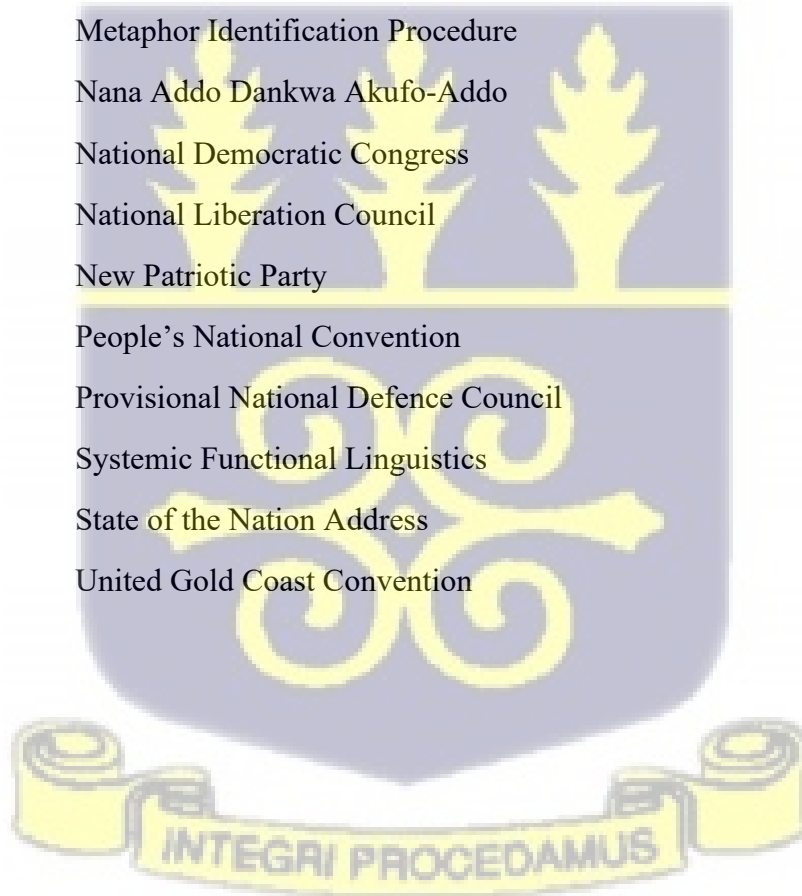 Metaphor Identification Procedure
Nana Addo Dankwa Akufo-Addo
National Democratic Congress
National Liberation Council
New Patriotic Party
People’s National Convention
Provisional National Defence Council
Systemic Functional Linguistics
State of the Nation Address
United Gold Coast Convention
INTEGRI PROCEDAMUS